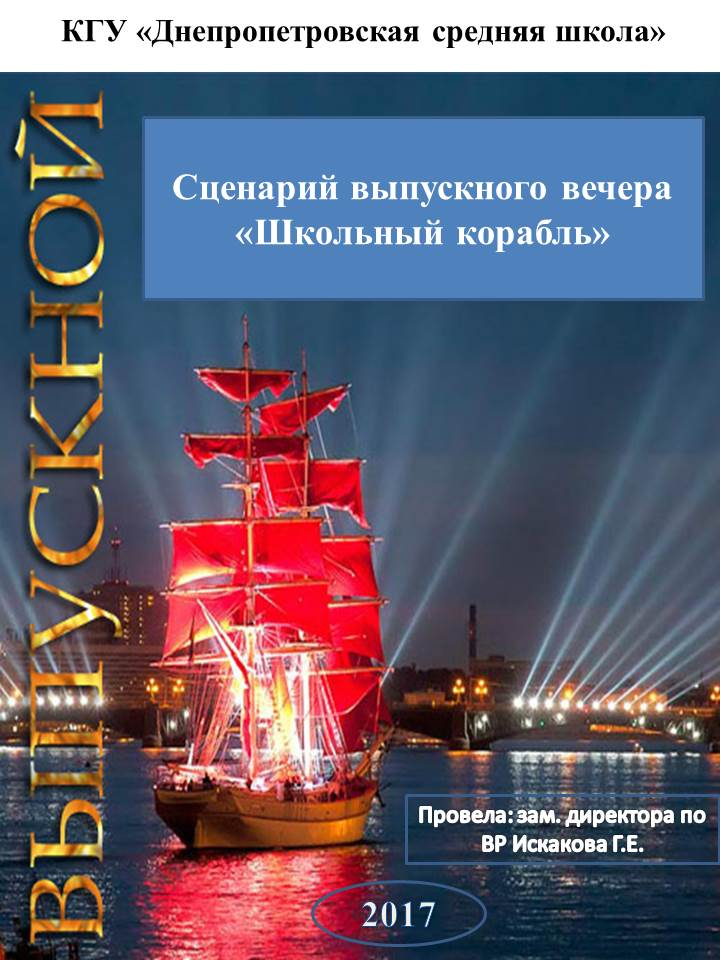 КГУ «Днепропетровская средняя школа»
ВЫПУСКНОЙ
Сценарий выпускного вечера
«Школьный корабль»
Провела: зам. директора по
ВР Искакова Г.Е.
2017